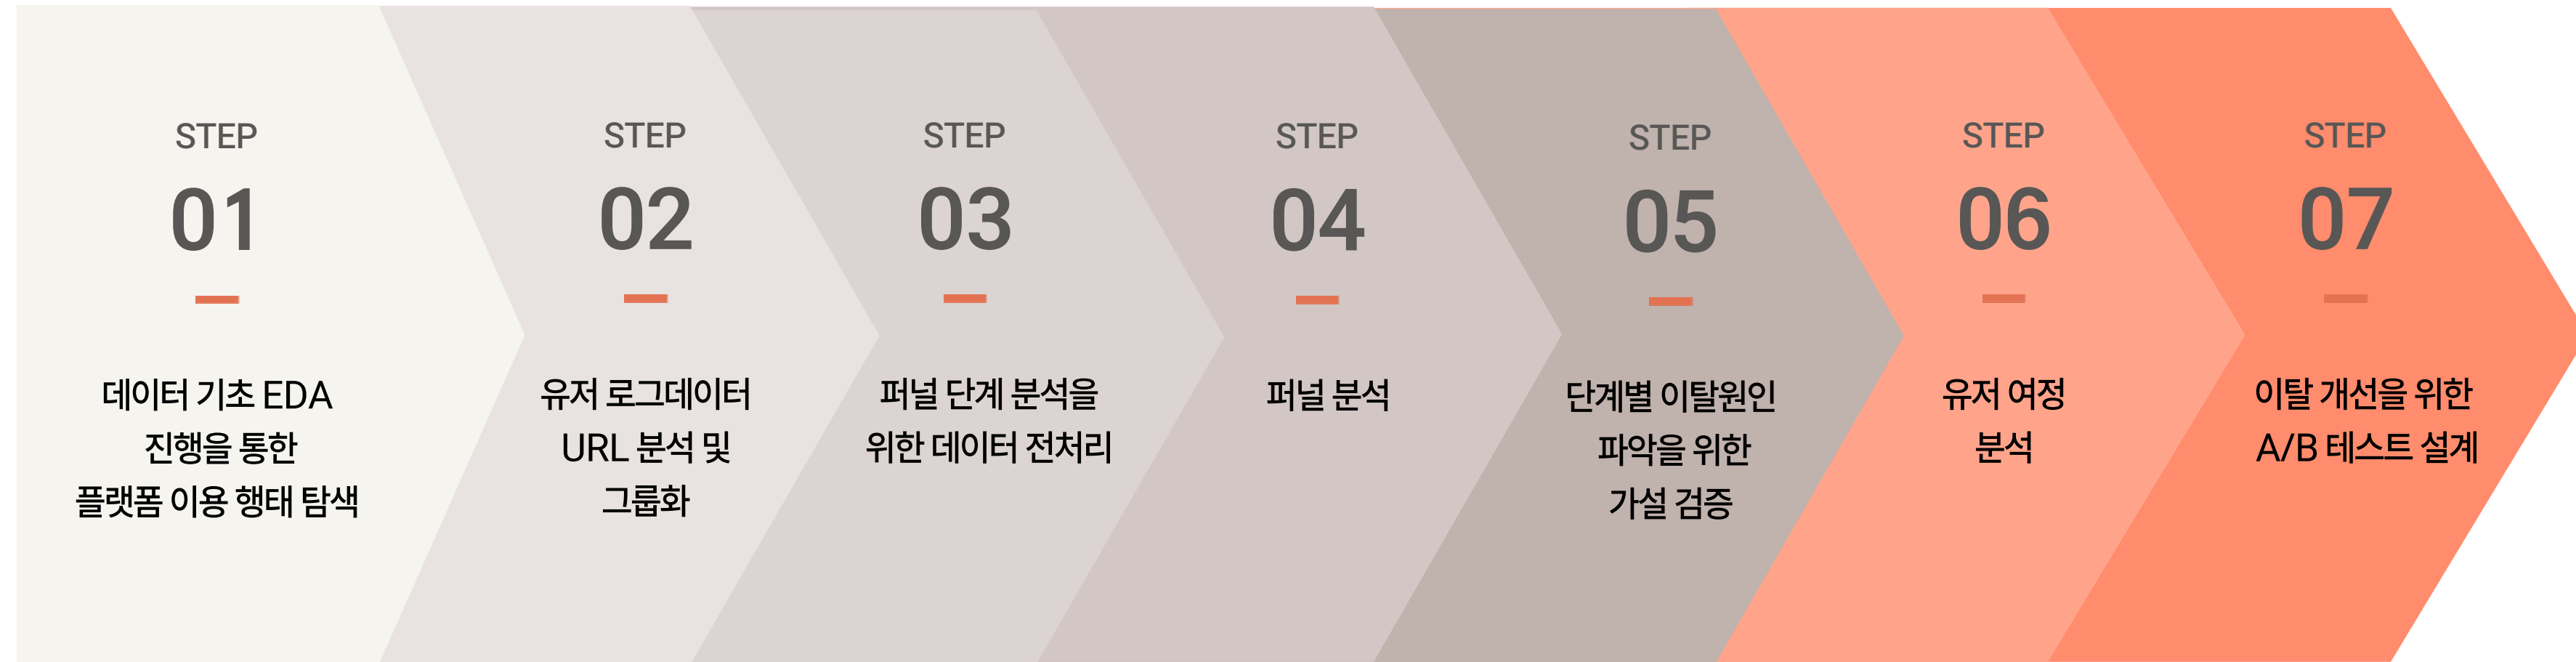 STEP
01
데이터 기초 EDA
진행을 통한
플랫폼 이용 행태 탐색
STEP
02
유저 로그데이터
URL 분석 및
그룹화
STEP
03
퍼널 단계 분석을
위한 데이터 전처리
STEP
04
퍼널 분석
STEP
05
단계별 이탈원인
파악을 위한
가설 검증
STEP
06
유저 여정
분석
STEP
07
이탈 개선을 위한
A/B 테스트 설계